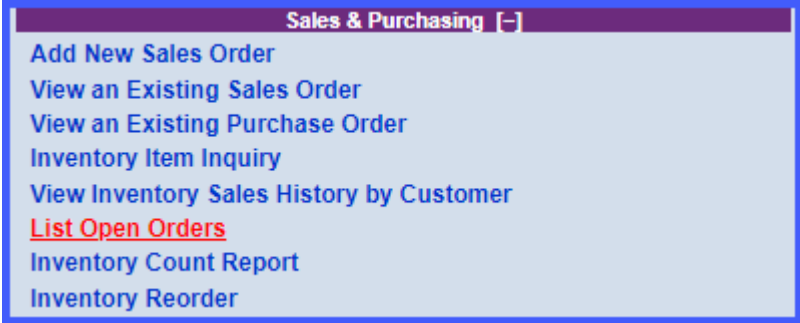 Sales & Purchasing [–]
Add New Sales Order
View an Existing Sales Order
View an Existing Purchase Order
Inventory Item Inquiry
View Inventory Sales History by Customer
List Open Orders
Inventory Count Report
Inventory Reorder